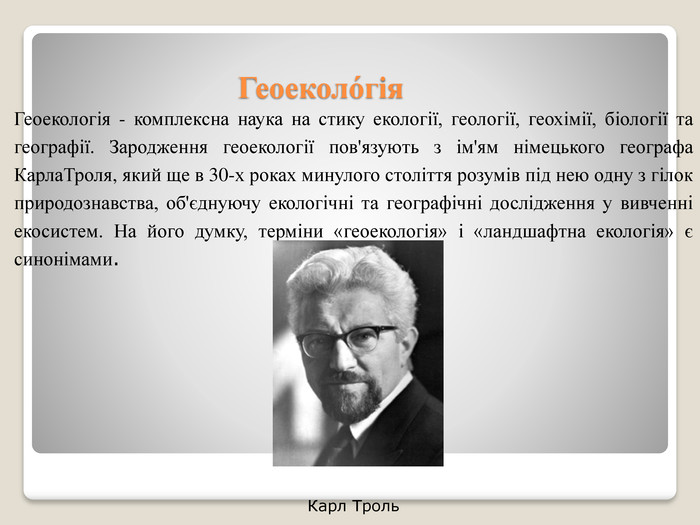 Геоеколо́гія
Геоекологія - комплексна наука на стику екології, геології, геохімії, біології та
географії. Зародження геоекології пов'язують з ім'ям німецького географа
КарлаТроля, який ще в 30-х роках минулого століття розумів під нею одну з гілок
природознавства, об'єднуючу екологічні та географічні дослідження у вивченні
екосистем. На його думку, терміни «геоекологія» і «ландшафтна екологія» є
синонімами.
Карл Троль